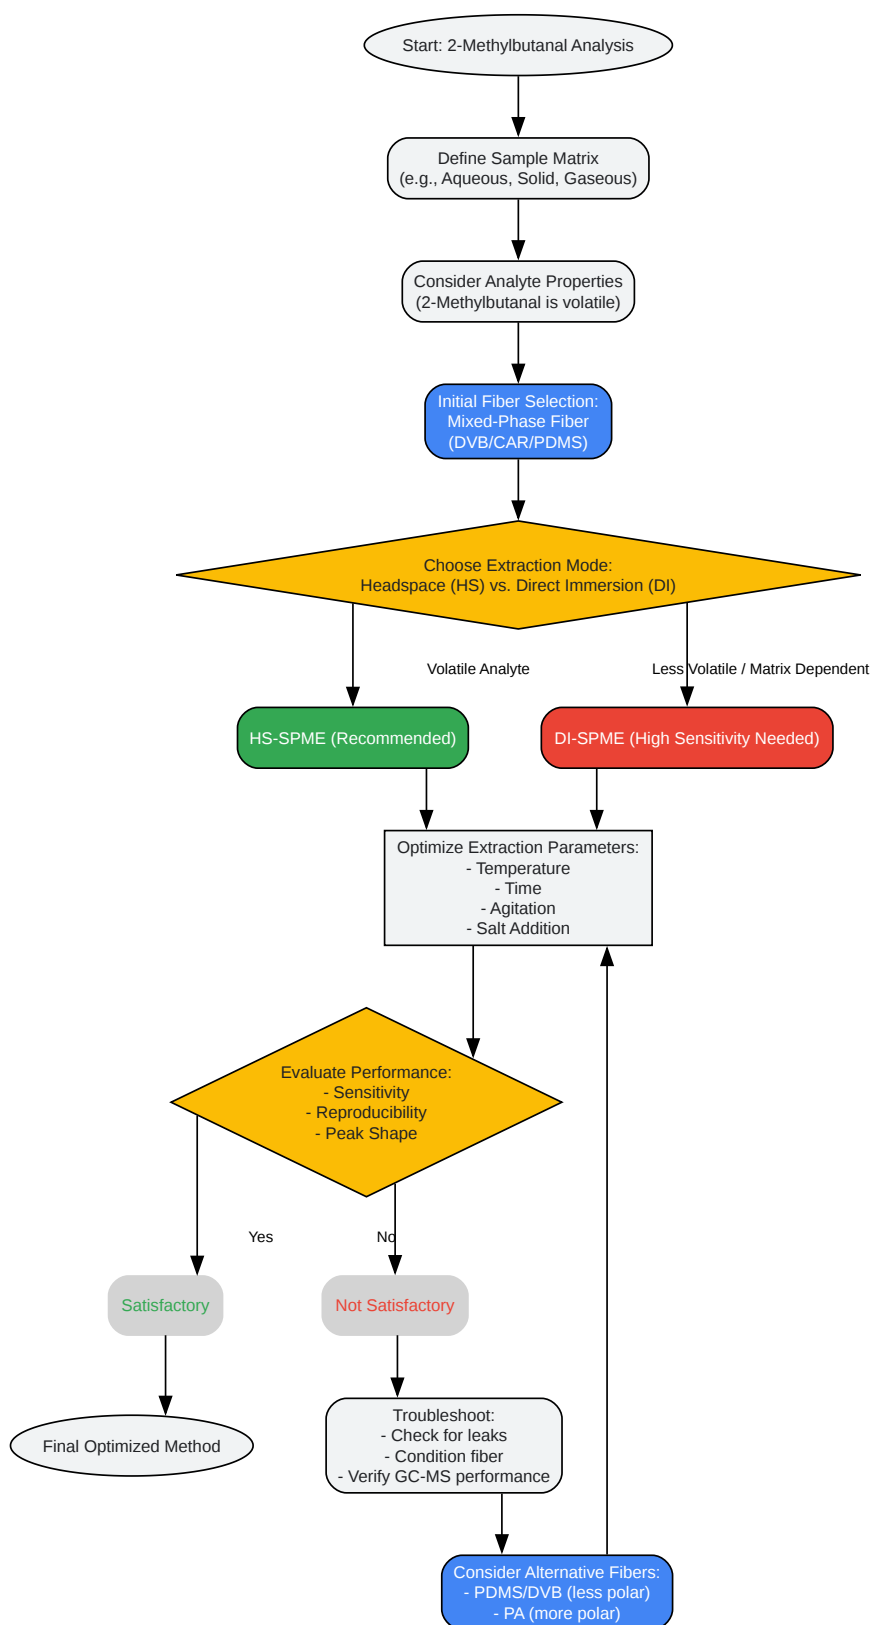 Start: 2-Methylbutanal Analysis
Define Sample Matrix
(e.g., Aqueous, Solid, Gaseous)
Consider Analyte Properties
(2-Methylbutanal is volatile)
Initial Fiber Selection:
Mixed-Phase Fiber
(DVB/CAR/PDMS)
Choose Extraction Mode:
Headspace (HS) vs. Direct Immersion (DI)
Volatile Analyte
Less Volatile / Matrix Dependent
HS-SPME (Recommended)
DI-SPME (High Sensitivity Needed)
Optimize Extraction Parameters:
- Temperature
- Time
- Agitation
- Salt Addition
Evaluate Performance:
- Sensitivity
- Reproducibility
- Peak Shape
Yes
No
Satisfactory
Not Satisfactory
Final Optimized Method
Troubleshoot:
- Check for leaks
- Condition fiber
- Verify GC-MS performance
Consider Alternative Fibers:
- PDMS/DVB (less polar)
- PA (more polar)